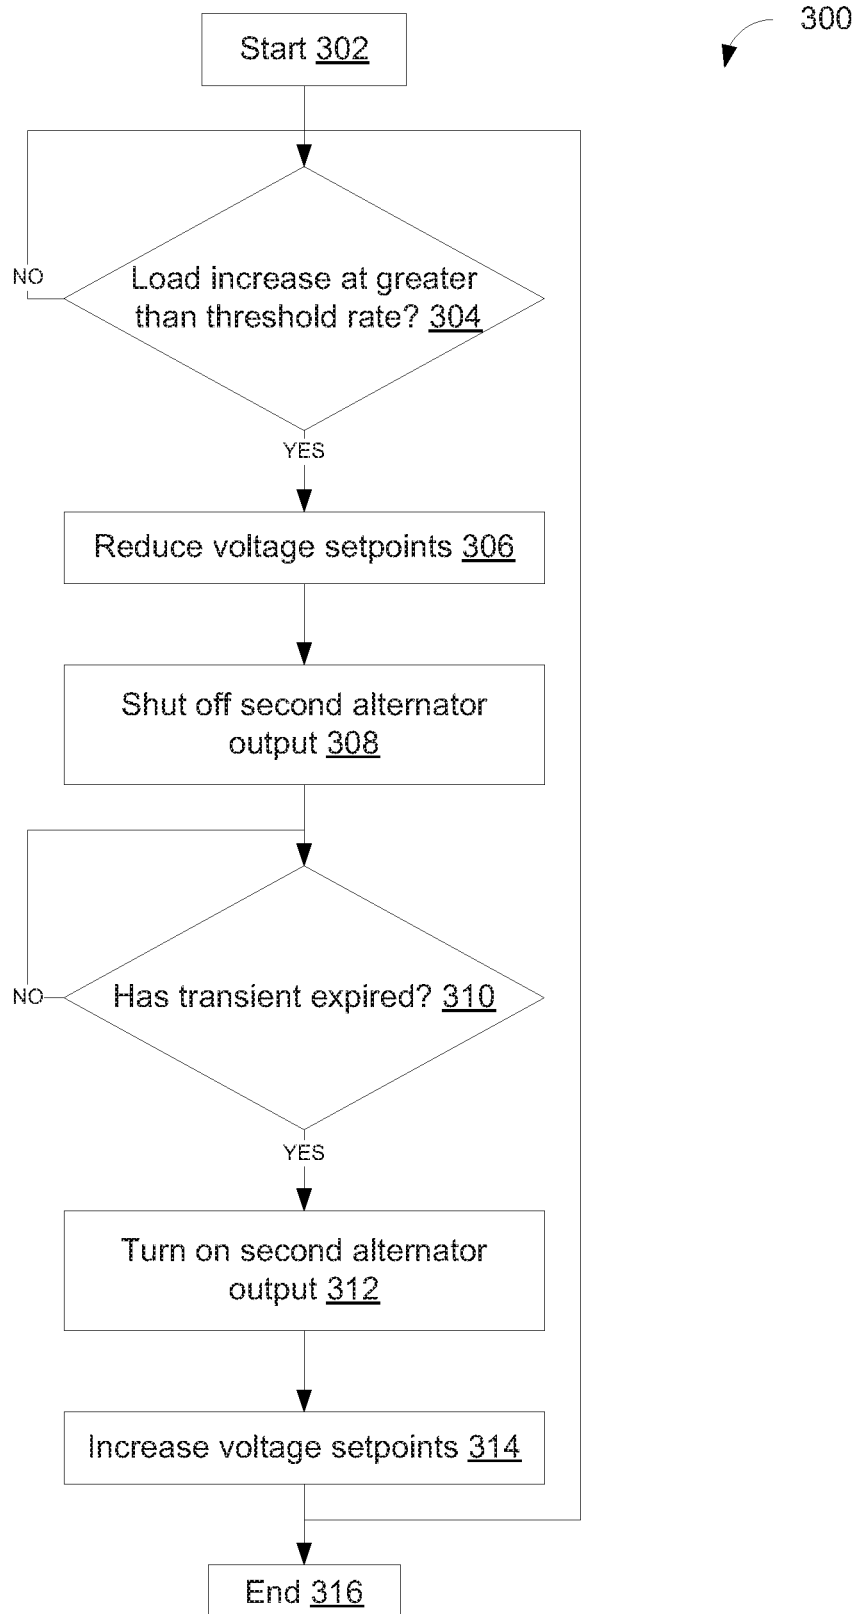 300
Start 302
Load increase at greater
than threshold rate? 304
NO
YES
Reduce voltage setpoints 306
Shut off second alternator
output 308
Has transient expired? 310
NO
YES
Turn on second alternator
output 312
Increase voltage setpoints 314
End 316